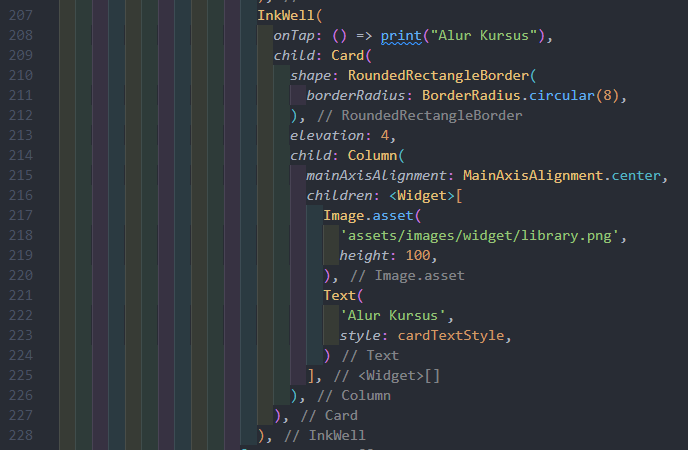 207 InkWell(
208 onTap: () => print("Alur Kursus"),
209 child: Card(
210 shape: RoundedRectangleBorder(
211 borderRadius: BorderRadius.circular(8),
212 ), // RoundedRectangleBorder
213 elevation: 4,
214 child: Column(
215 mainAxisAlignment: MainAxisAlignment.center,
216 children: <Widget>[
217 Image.asset(
218 'assets/images/widget/library.png',
219 height: 100,
220 ), // Image.asset
221 Text(
222 'Alur Kursus',
223 style: cardTextStyle,
224 ) // Text
225 ], // <Widget>[]
226 ), // Column
227 ), // Card
228 ), // InkWell